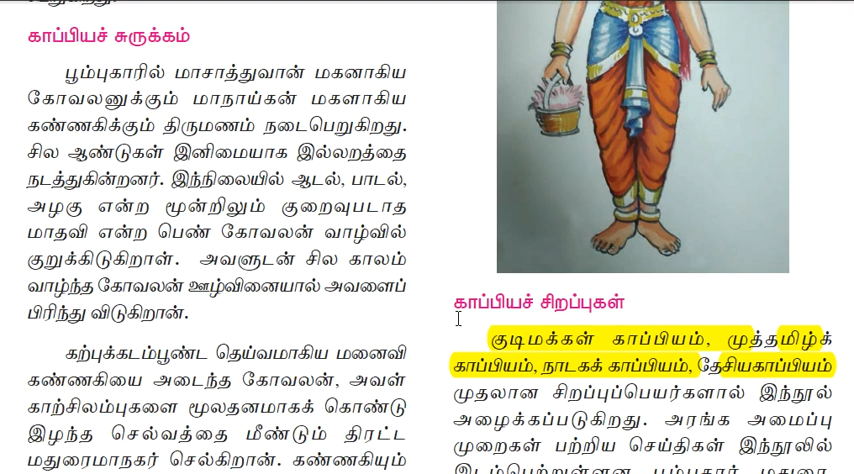 காப்பியச் சுருக்கம்
பூம்புகாரில் மாசாத்துவான் மகனாகிய
கோவலனுக்கும் மாநாய்கன் மகளாகிய
கண்ணகிக்கும் திருமணம் நடைபெறுகிறது.
சில ஆண்டுகள் இனிமையாக இல்லறத்தை
நடத்துகின்றனர். இந்நிலையில் ஆடல், பாடல்,
அழகு என்ற மூன்றிலும் குறைவுபடாத
மாதவி என்ற பெண் கோவலன் வாழ்வில்
குறுக்கிடுகிறாள். அவளுடன் சில காலம்
வாழ்ந்த கோவலன் ஊழ்வினையால் அவளைப்
பிரிந்து விடுகிறான்.
கற்புக்கடம்பூண்ட தெய்வமாகிய மனைவி
கண்ணகியை அடைந்த கோவலன், அவள்
காற்சிலம்புகளை மூலதனமாகக் கொண்டு
இழந்த செல்வத்தை மீண்டும் திரட்ட
மதுரைமாநகர் செல்கிறான். கண்ணகியும்
காப்பியச் சிறப்புகள்
குடிமக்கள் காப்பியம், முத்தமிழ்க்
காப்பியம், நாடகக் காப்பியம், தேசியகாப்பியம்
முதலான சிறப்புப்பெயர்களால் இந்நூல்
அழைக்கப்படுகிறது. அரங்க அமைப்பு
முறைகள் பற்றிய செய்திகள் இந்நூலில்